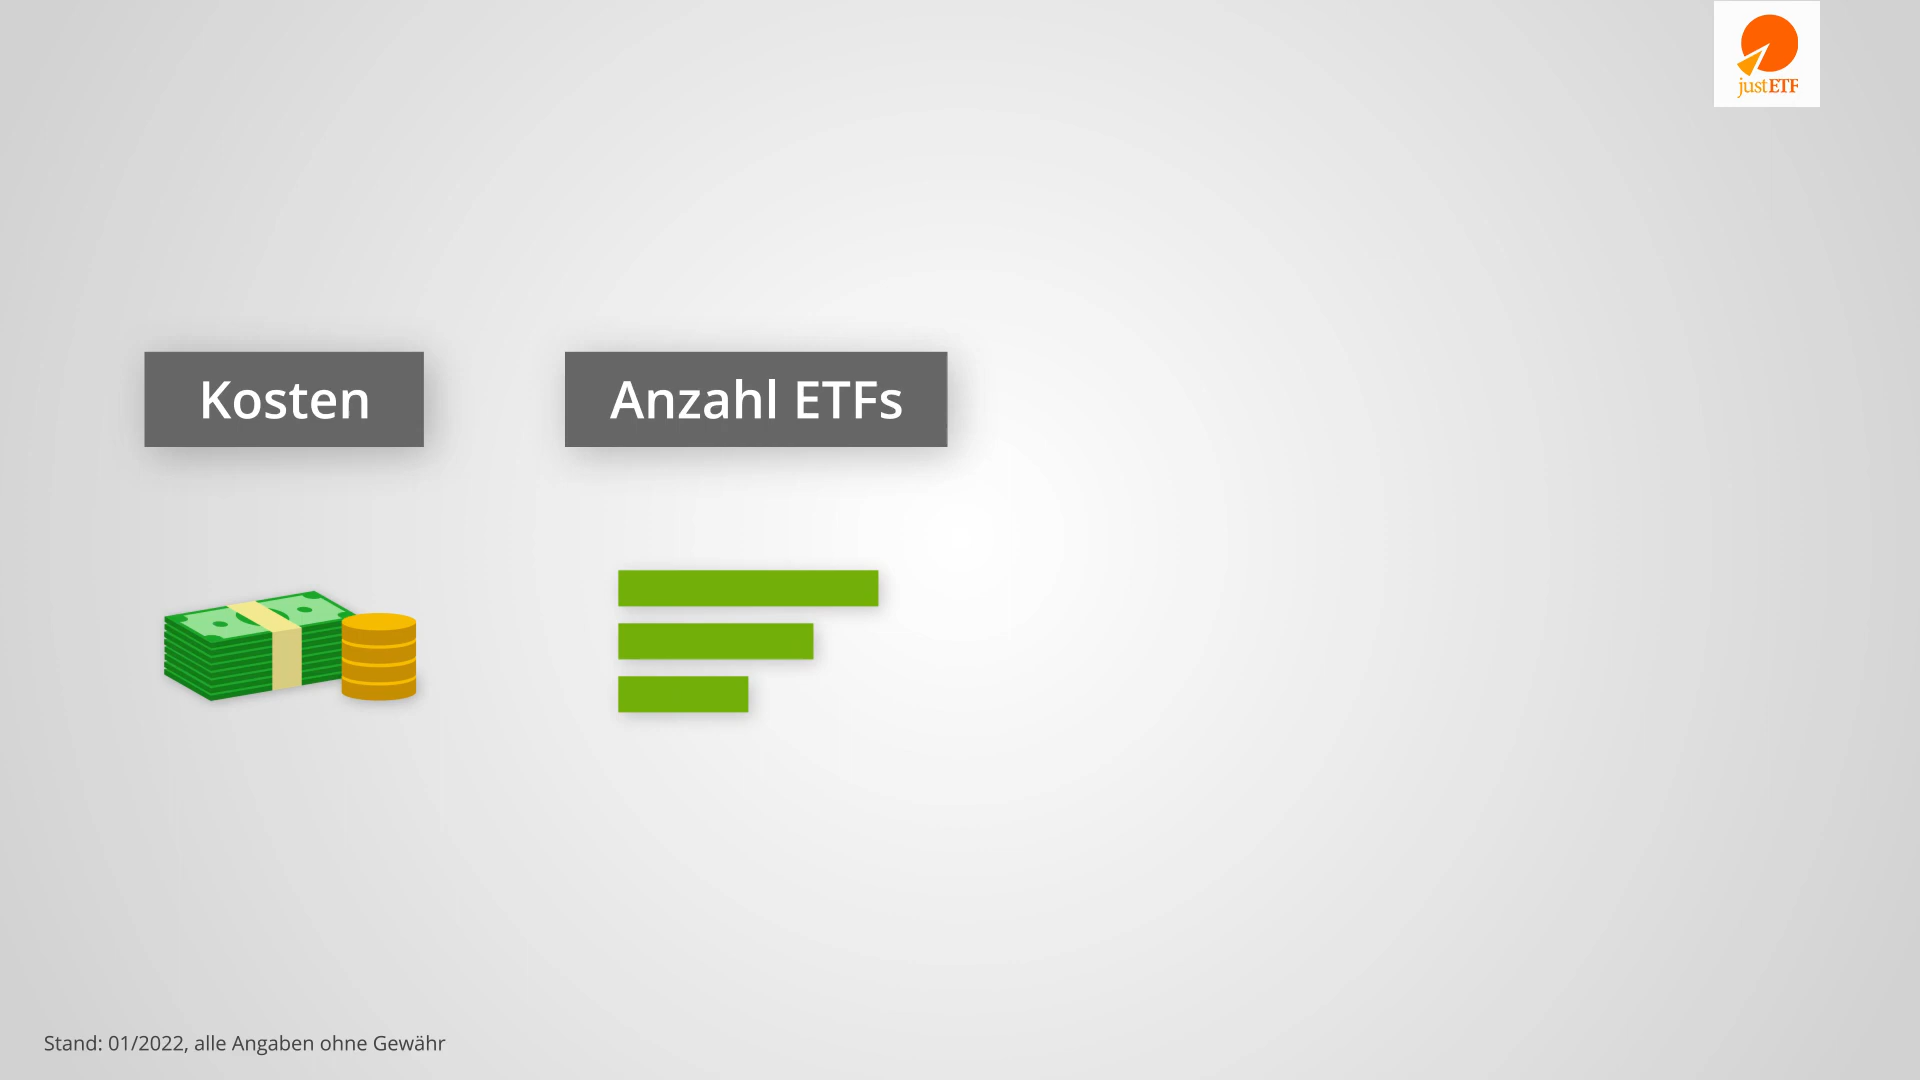 justETF
Kosten
Anzahl ETFs
Stand: 01/2022, alle Angaben ohne Gewähr